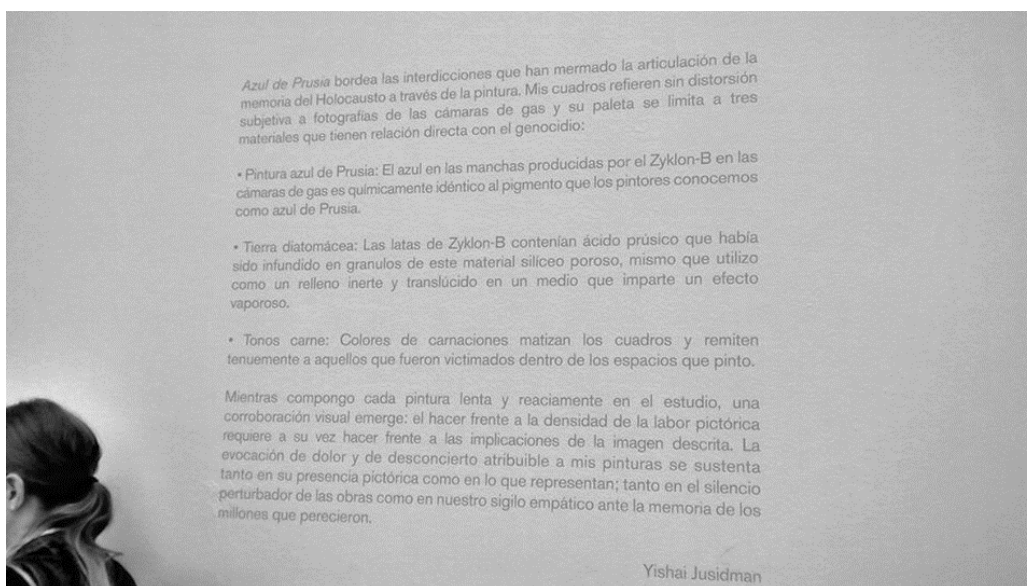 Azul de Prusia bordea las interdicciones que han mermado la articulación de la
memoria del Holocausto a través de la pintura. Mis cuadros refieren sin distorsión
subjetiva a fotografías de las cámaras de gas y su paleta se limita a tres
materiales que tienen relación directa con el genocidio:
• Pintura azul de Prusia: El azul en las manchas producidas por el Zyklon-B en las
cámaras de gas es químicamente idéntico al pigmento que los pintores conocemos
como azul de Prusia.
• Tierra diatomácea: Las latas de Zyklon-B contenían ácido prúsico que había
sido infundido en granulos de este material silíceo poroso, mismo que utilizo
como un relleno inerte y translúcido en un medio que imparte un efecto
vaporoso.
• Tonos carne: Colores de carnaciones matizan los cuadros y remiten
tenuemente a aquellos que fueron victimados dentro de los espacios que pinto.
Mientras compongo cada pintura lenta y reaciamente en el estudio, una
corroboración visual emerge: el hacer frente a la densidad de la labor pictórica
requiere a su vez hacer frente a las implicaciones de la imagen descrita. La
evocación de dolor y de desconcierto atribuible a mis pinturas se sustenta
tanto en su presencia pictórica como en lo que representan; tanto en el silencio
perturbador de las obras como en nuestro sigilo empático ante la memoria de los
millones que perecieron.
Yishai Jusidman